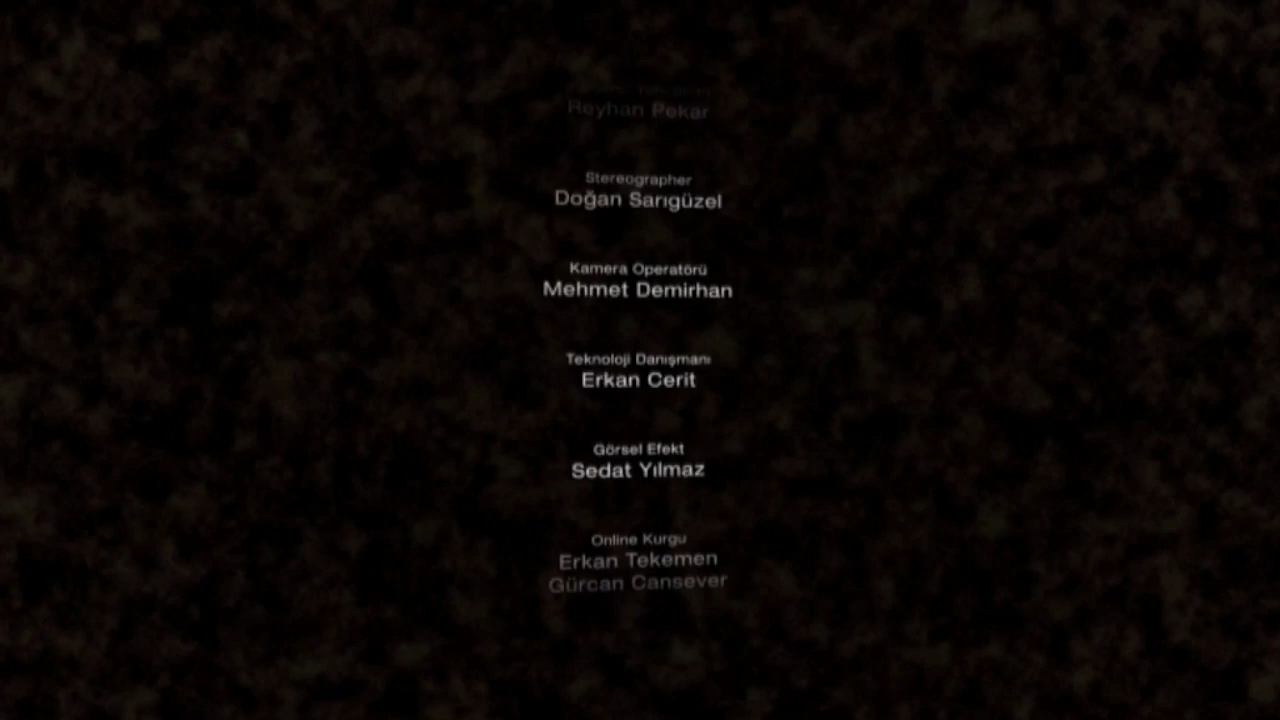 Reyhan Pekar
Stereographer
Doğan Sarıgüzel
Kamera Operatörü
Mehmet Demirhan
Teknoloji Danışmanı
Erkan Cerit
Görsel Efekt
Sedat Yılmaz
Online Kurgu
Erkan Tekemen
Gürcan Cansever